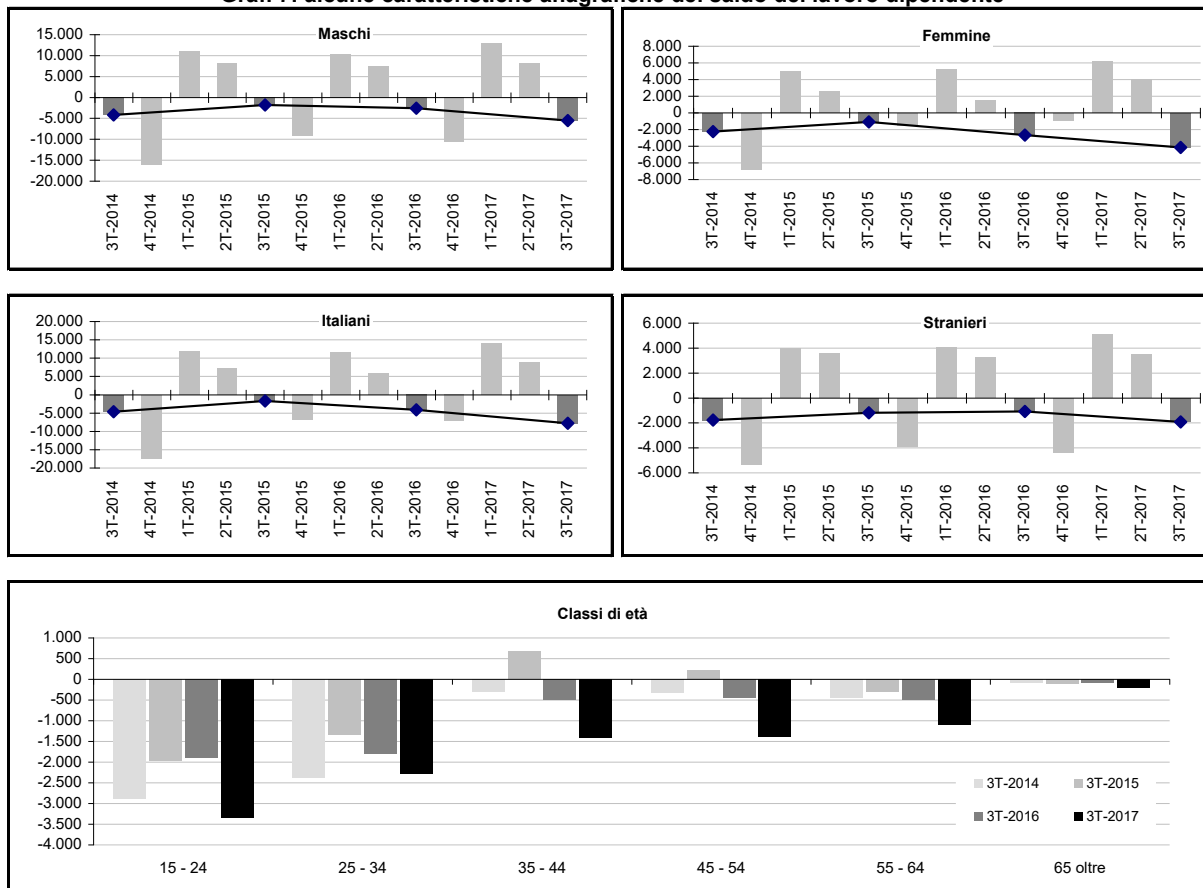 Maschi
15.000
10.000
5.000
0
-5.000
-10.000
-15.000
-20.000
3T-2014
4T-2014
1T-2015
2T-2015
3T-2015
4T-2015
1T-2016
2T-2016
3T-2016
4T-2016
1T-2017
2T-2017
3T-2017
Femmine
8.000
6.000
4.000
2.000
0
-2.000
-4.000
-6.000
-8.000
3T-2014
4T-2014
1T-2015
2T-2015
3T-2015
4T-2015
1T-2016
2T-2016
3T-2016
4T-2016
1T-2017
2T-2017
3T-2017
Italiani
20.000
15.000
10.000
5.000
0
-5.000
-10.000
-15.000
-20.000
3T-2014
4T-2014
1T-2015
2T-2015
3T-2015
4T-2015
1T-2016
2T-2016
3T-2016
4T-2016
1T-2017
2T-2017
3T-2017
Stranieri
6.000
4.000
2.000
0
-2.000
-4.000
-6.000
3T-2014
4T-2014
1T-2015
2T-2015
3T-2015
4T-2015
1T-2016
2T-2016
3T-2016
4T-2016
1T-2017
2T-2017
3T-2017
Classi di età
1.000
500
0
-500
-1.000
-1.500
-2.000
-2.500
-3.000
-3.500
-4.000
3T-2014 3T-2015
3T-2016 3T-2017
15 - 24 25 - 34 35 - 44 45 - 54 55 - 64 65 oltre